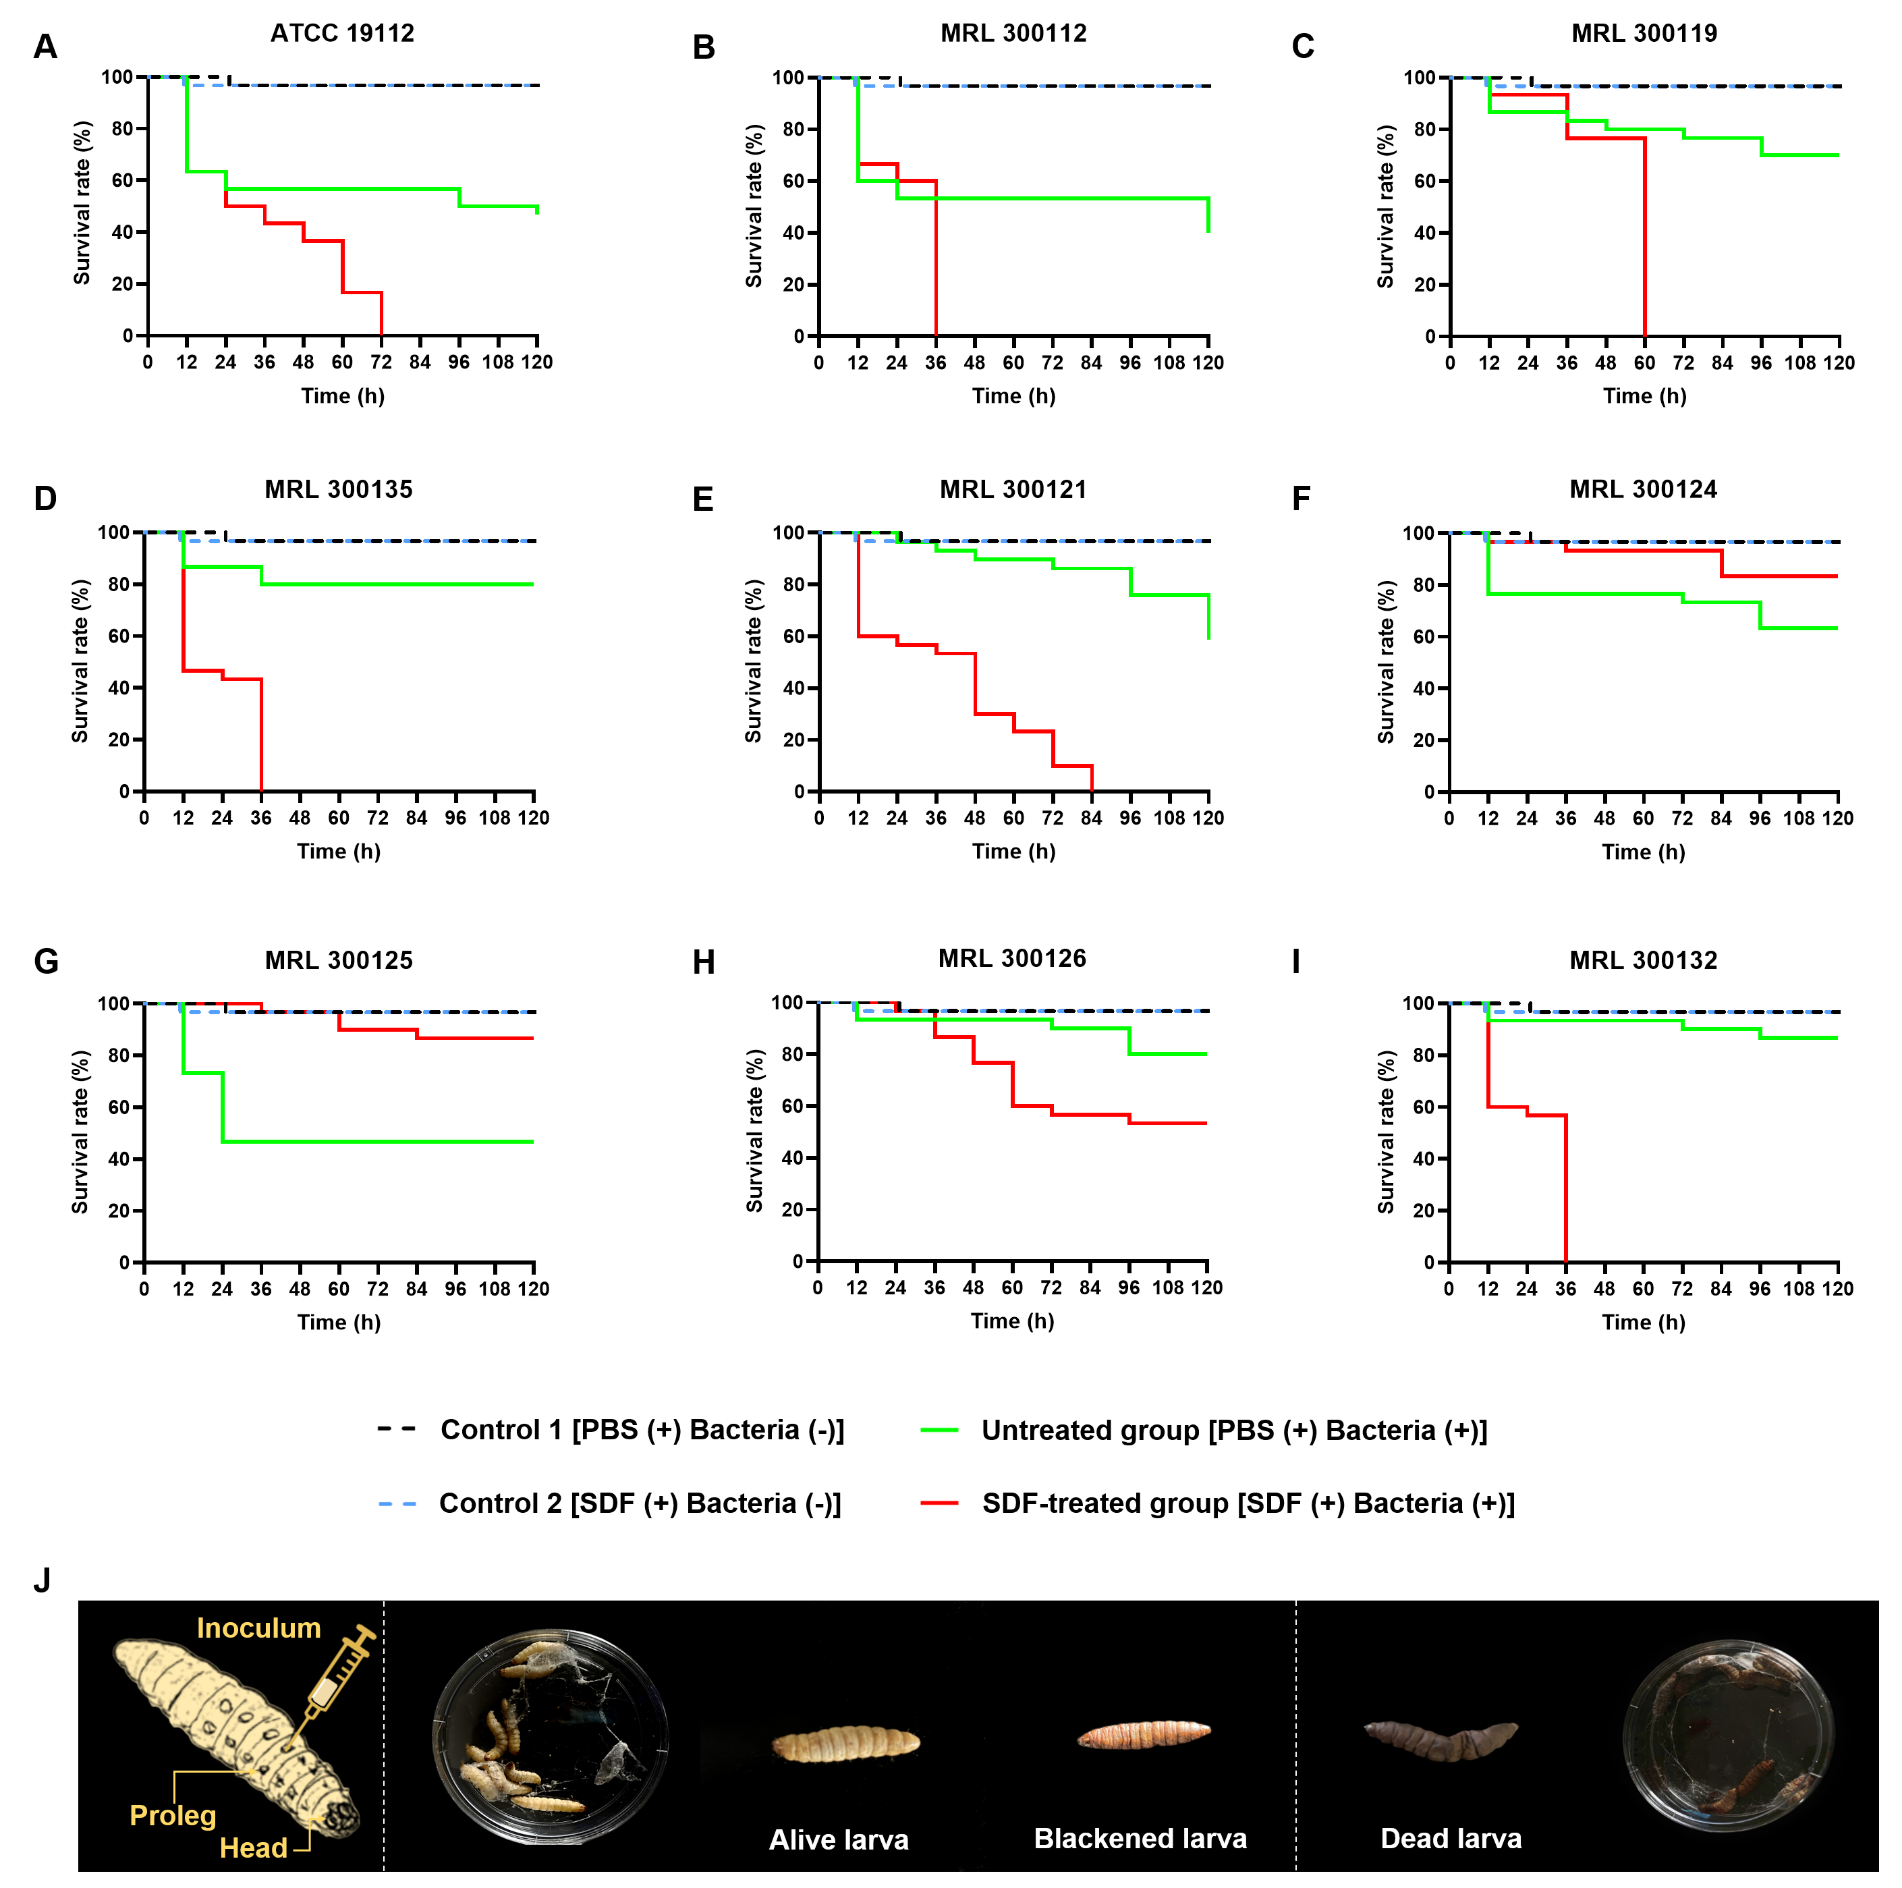 A
ATCC 19112
Survival rate (%)
100
80
60
40
20
0
0 12 24 36 48 60 72 84 96 108 120
Time (h)
B
MRL 300112
Survival rate (%)
100
80
60
40
20
0
0 12 24 36 48 60 72 84 96 108 120
Time (h)
C
MRL 300119
Survival rate (%)
100
80
60
40
20
0
0 12 24 36 48 60 72 84 96 108 120
Time (h)
D
MRL 300135
Survival rate (%)
100
80
60
40
20
0
0 12 24 36 48 60 72 84 96 108 120
Time (h)
E
MRL 300121
Survival rate (%)
100
80
60
40
20
0
0 12 24 36 48 60 72 84 96 108 120
Time (h)
F
MRL 300124
Survival rate (%)
100
80
60
40
20
0
0 12 24 36 48 60 72 84 96 108 120
Time (h)
G
MRL 300125
Survival rate (%)
100
80
60
40
20
0
0 12 24 36 48 60 72 84 96 108 120
Time (h)
H
MRL 300126
Survival rate (%)
100
80
60
40
20
0
0 12 24 36 48 60 72 84 96 108 120
Time (h)
I
MRL 300132
Survival rate (%)
100
80
60
40
20
0
0 12 24 36 48 60 72 84 96 108 120
Time (h)
Control 1 [PBS (+) Bacteria (-)]
Untreated group [PBS (+) Bacteria (+)]
Control 2 [SDF (+) Bacteria (-)]
SDF-treated group [SDF (+) Bacteria (+)]
J
Inoculum
Proleg
Head
Alive larva
Blackened larva
Dead larva